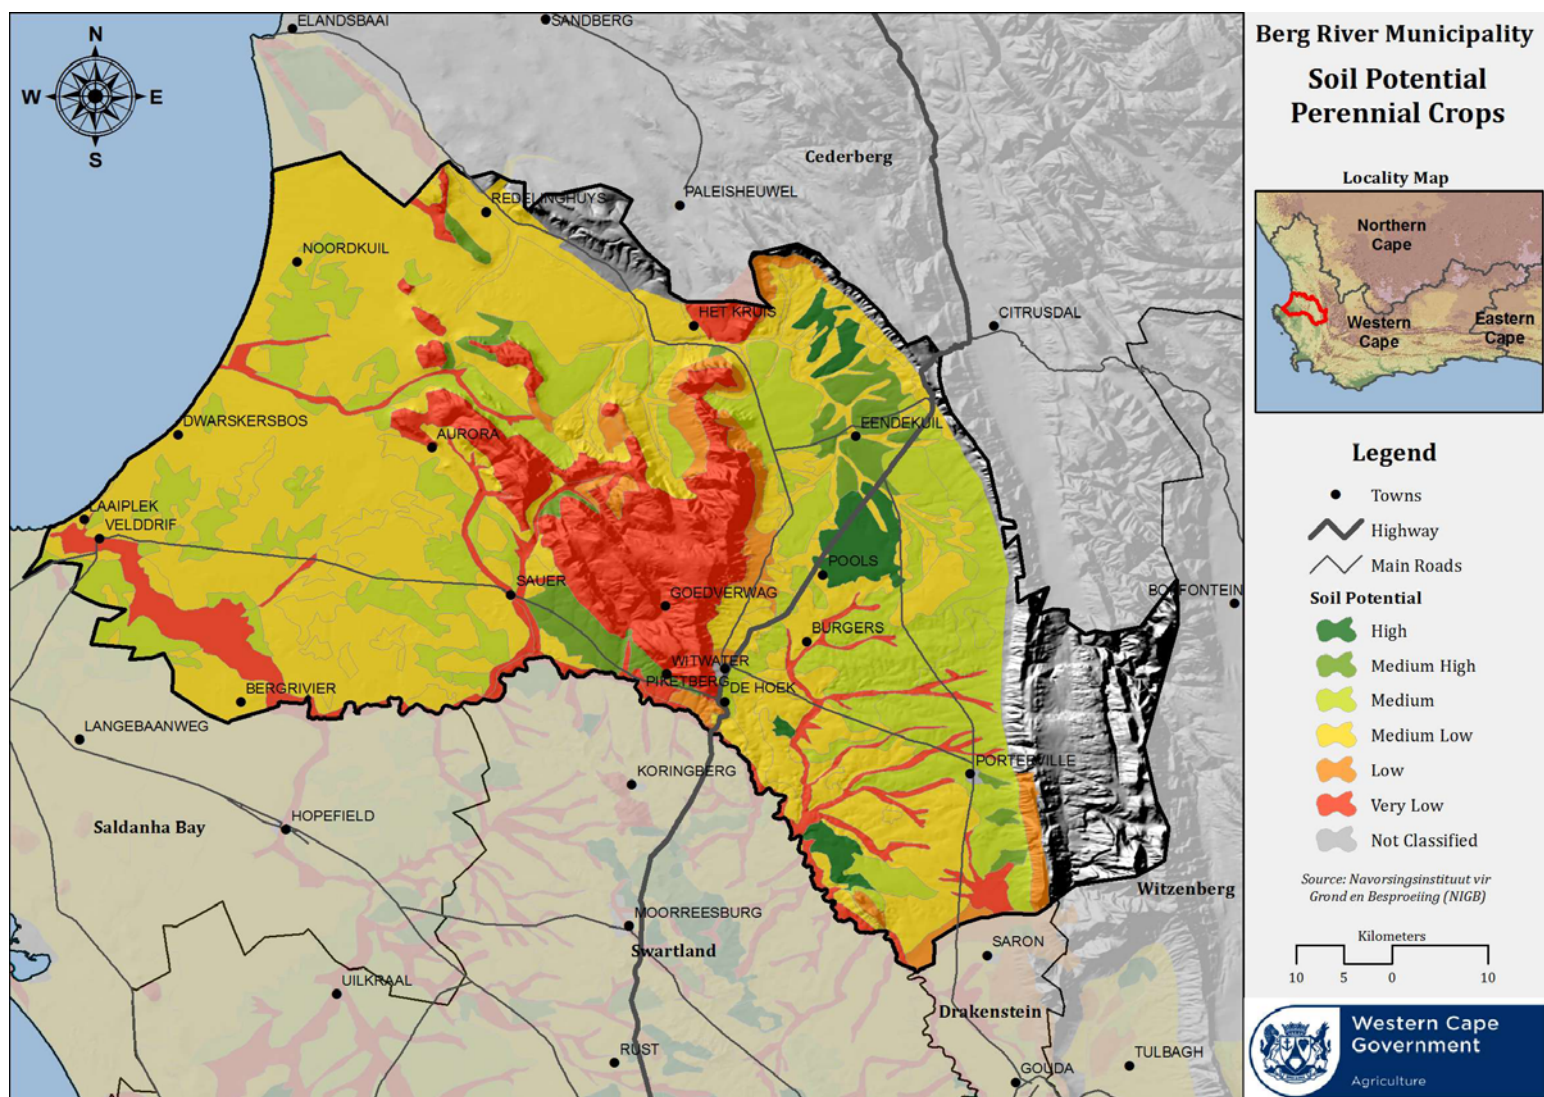 Berg River Municipality
Soil Potential
Perennial Crops
Locality Map
Northern
Cape
Western
Cape
Eastern
Cape
Legend
Towns
Highway
Main Roads
Soil Potential
High
Medium High
Medium
Medium Low
Low
Very Low
Not Classified
Source: Navorsingsinstituut vir
Grond en Besproeiing (NIGB)
Kilometers
10 5 0 10
Western Cape
Government
Agriculture
N
W E
S
ELANDSBAAI
SANDBERG
Cederberg
PALEISHEUWEL
REDELINGHUYS
NOORDKUIL
HET KRUIS
CITRUSDAL
DWARSKERSBOS
AURORA
EENDEKUIL
LAAIPLEK
VELDDRIF
POOLS
SAUER
GOEDVERWAG
BURGERS
WITWATER
PIKETBERG
DE HOEK
BERGRIVIER
LANGEBAANWEG
KORINGBERG
PORTERVILLE
HOPEFIELD
Saldanha Bay
Witzenberg
MOORREESBURG
Swartland
SARON
UILKRAAL
Drakenstein
RUST
GOUDA
TULBAGH